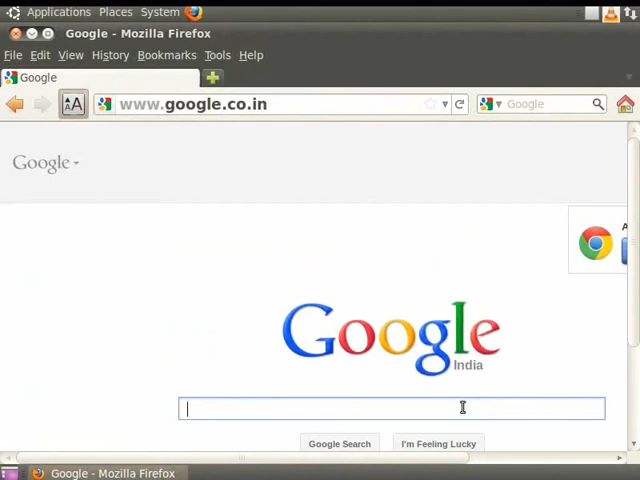 Applications Places System
Google - Mozilla Firefox
File Edit View History Bookmarks Tools Help
Google
AA www.google.co.in Google
Google
A
Google
India
Google Search I'm Feeling Lucky
Google - Mozilla Firefox